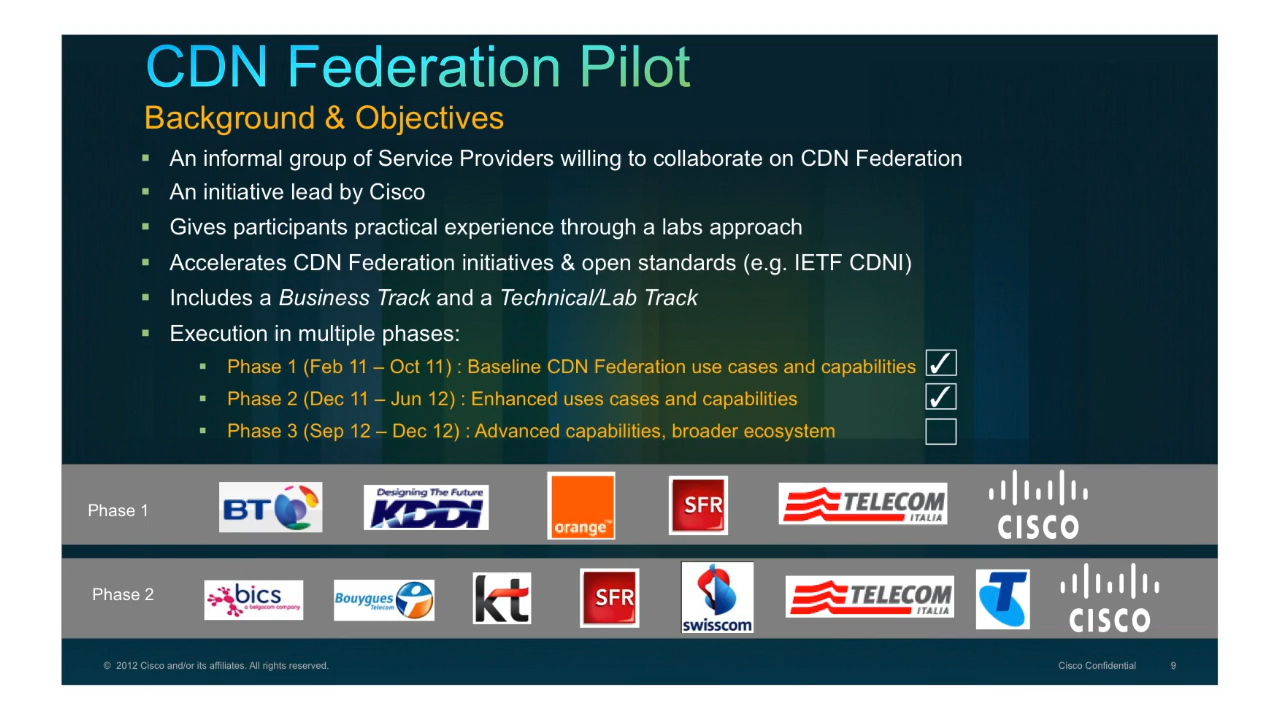 CDN Federation Pilot
Background & Objectives
▪ An informal group of Service Providers willing to collaborate on CDN Federation
▪ An initiative lead by Cisco
▪ Gives participants practical experience through a labs approach
▪ Accelerates CDN Federation initiatives & open standards (e.g. IETF CDNI)
▪ Includes a Business Track and a Technical/Lab Track
▪ Execution in multiple phases:
▪ Phase 1 (Feb 11 – Oct 11) : Baseline CDN Federation use cases and capabilities ✓
▪ Phase 2 (Dec 11 – Jun 12) : Enhanced uses cases and capabilities ✓
▪ Phase 3 (Sep 12 – Dec 12) : Advanced capabilities, broader ecosystem
Phase 1
BT
Designing The Future
KDDI
orange™
SFR
TELECOM
ITALIA
CISCO
Phase 2
bics
a belgacom company
Bouygues
Telecom
kt
SFR
swisscom
TELECOM
ITALIA
T
CISCO
© 2012 Cisco and/or its affiliates. All rights reserved.
Cisco Confidential
9